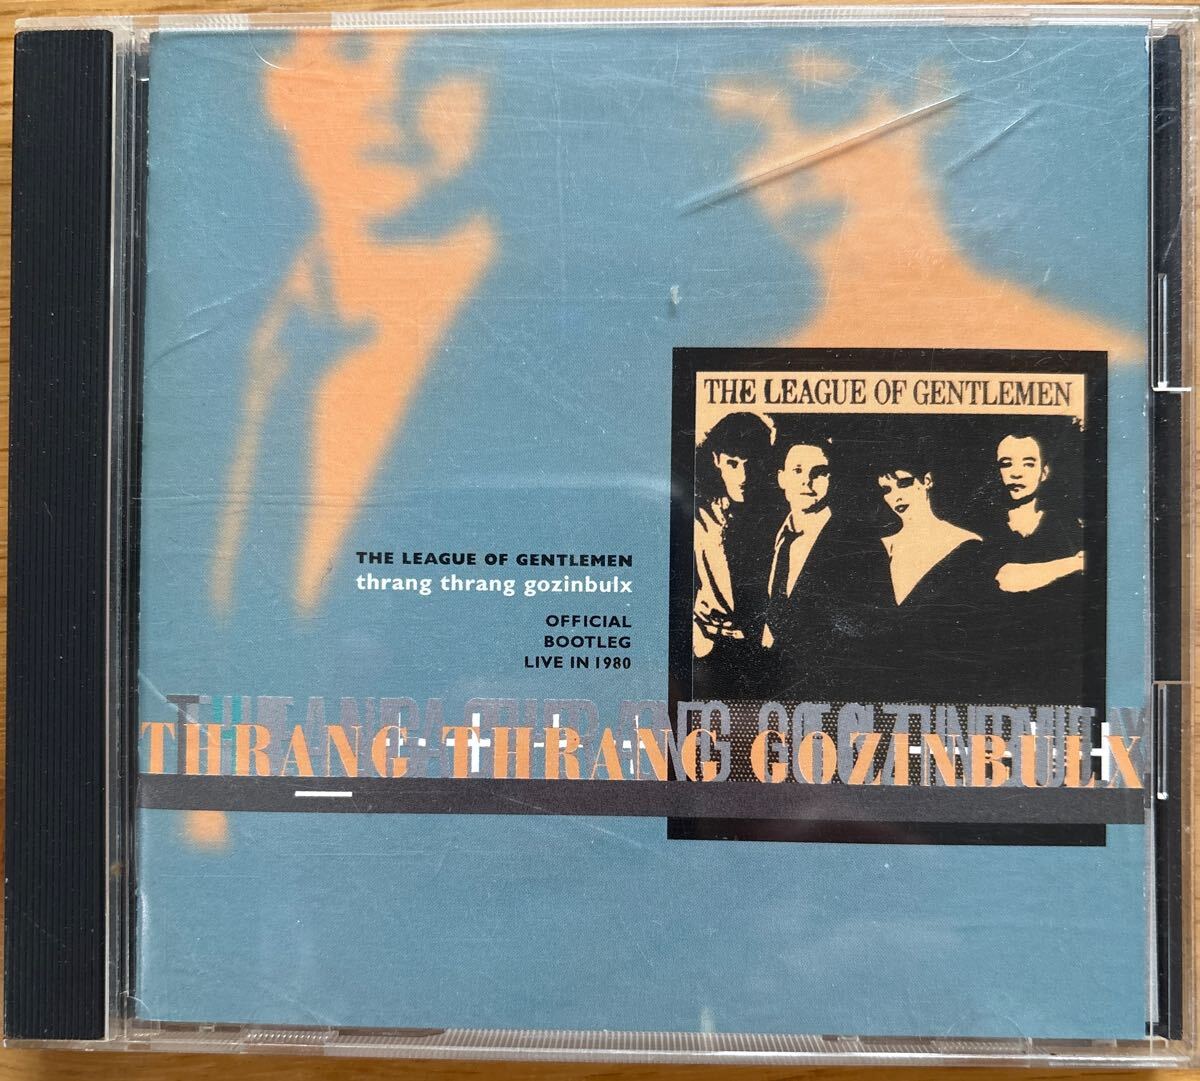 THE LEAGUE OF GENTLEMEN
THE LEAGUE OF GENTLEMEN
thrang thrang gozinbulx
OFFICIAL
BOOTLEG
LIVE IN 1980
THRANG THRANG GOZINBULX